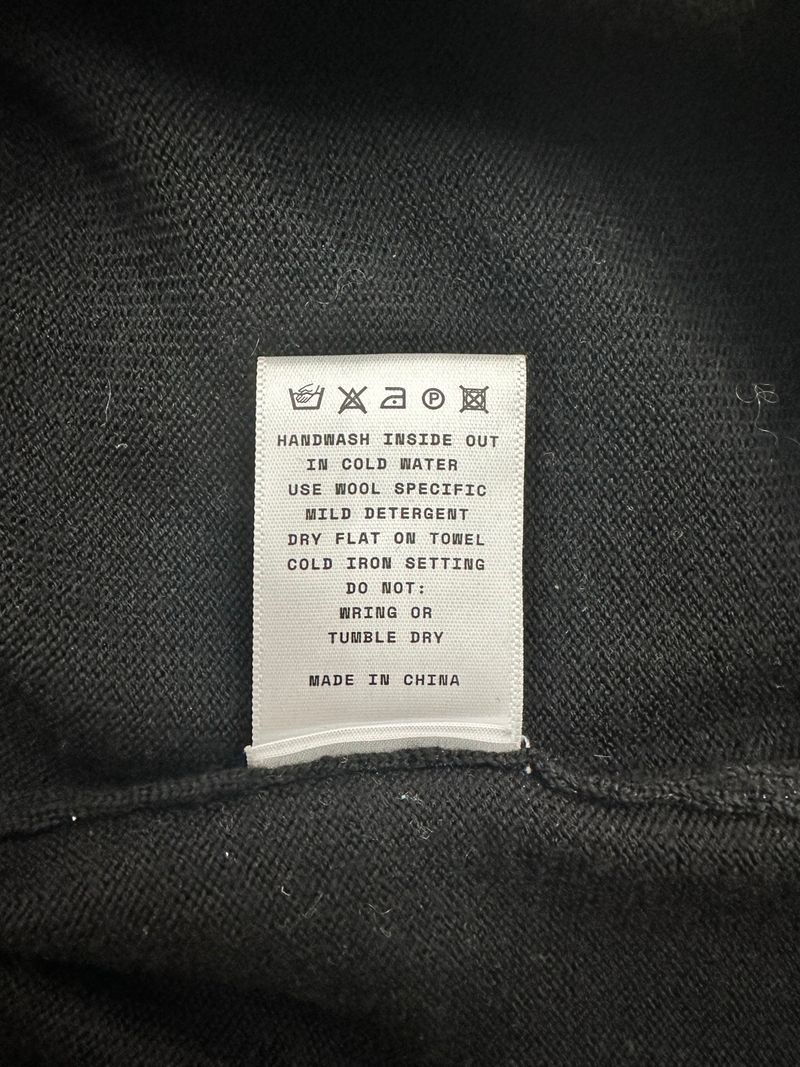 P
HANDWASH INSIDE OUT
IN COLD WATER
USE WOOL SPECIFIC
MILD DETERGENT
DRY FLAT ON TOWEL
COLD IRON SETTING
DO NOT:
WRING OR
TUMBLE DRY
MADE IN CHINA